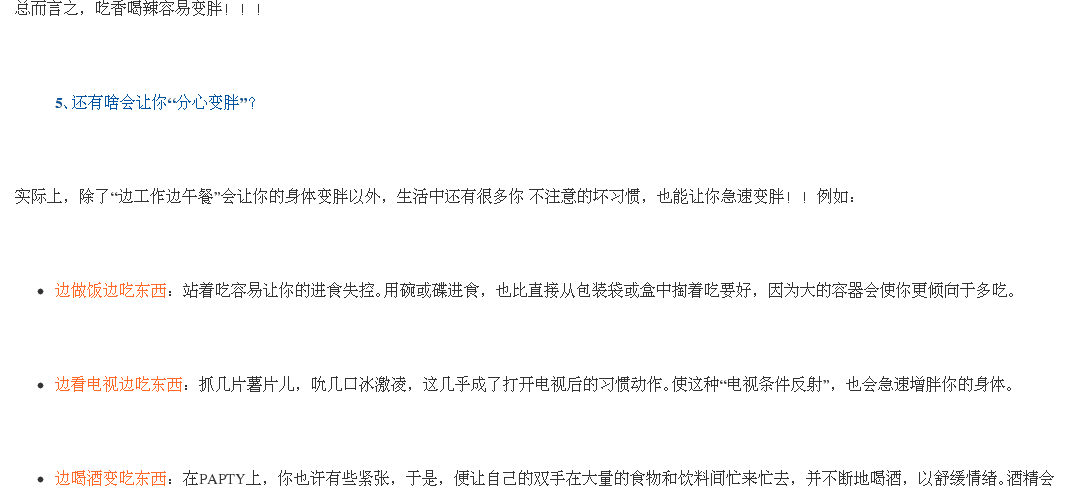 总而言之，吃香喝辣容易变胖！！！
5、还有啥会让你“分心变胖”？
实际上，除了“边工作边午餐”会让你的身体变胖以外，生活中还有很多你 不注意的坏习惯，也能让你急速变胖！！例如：
• 边做饭边吃东西：站着吃容易让你的进食失控。用碗或碟进食，也比直接从包装袋或盒中掏着吃要好，因为大的容器会使你更倾向于多吃。
• 边看电视边吃东西：抓几片薯片儿，吮几口冰激凌，这几乎成了打开电视后的习惯动作。使这种“电视条件反射”，也会急速增胖你的身体。
• 边喝酒变吃东西：在PAPTY上，你也许有些紧张，于是，便让自己的双手在大量的食物和饮料间忙来忙去，并不断地喝酒，以舒缓情绪。酒精会